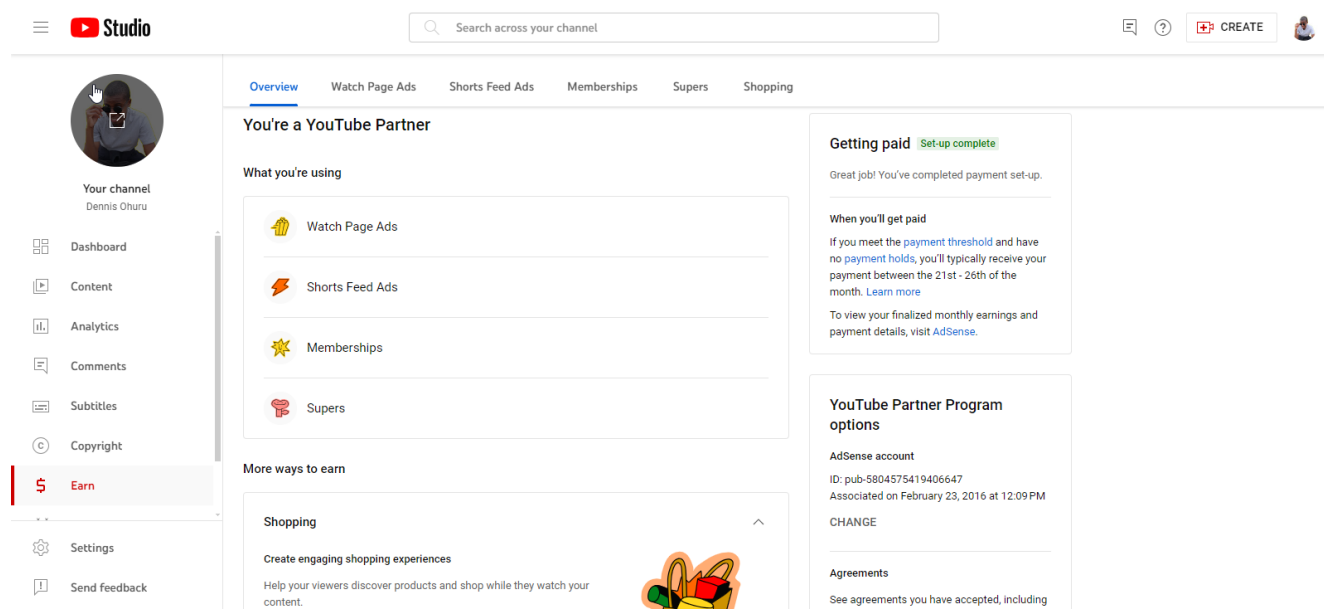 Studio
Search across your channel
CREATE
Your channel
Dennis Ohuru
Dashboard
Content
Analytics
Comments
Subtitles
Copyright
Earn
Settings
Send feedback
Overview
Watch Page Ads
Shorts Feed Ads
Memberships
Supers
Shopping
You're a YouTube Partner
What you're using
Watch Page Ads
Shorts Feed Ads
Memberships
Supers
More ways to earn
Shopping
Create engaging shopping experiences
Help your viewers discover products and shop while they watch your
content.
Getting paid Set-up complete
Great job! You've completed payment set-up.
When you'll get paid
If you meet the payment threshold and have
no payment holds, you'll typically receive your
payment between the 21st - 26th of the
month. Learn more
To view your finalized monthly earnings and
payment details, visit AdSense.
YouTube Partner Program
options
AdSense account
ID: pub-5804575419406647
Associated on February 23, 2016 at 12:09 PM
CHANGE
Agreements
See agreements you have accepted, including